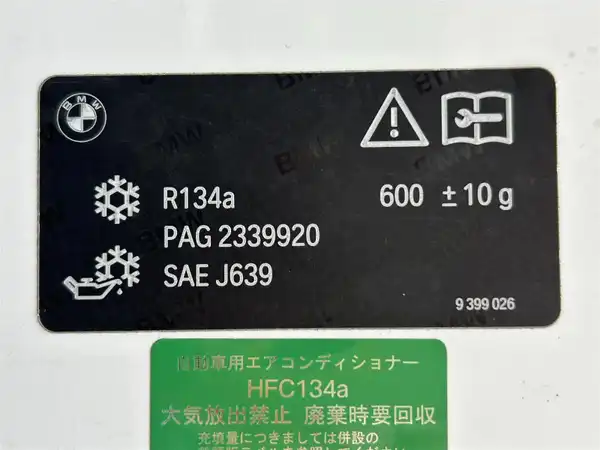 BMW
R134a 600 ±10 g
PAG 2339920
SAE J639
9 399 026
自動車用エアコンディショナー
HFC134a
大気放出禁止 廃棄時要回収
充填量につきましては併設の